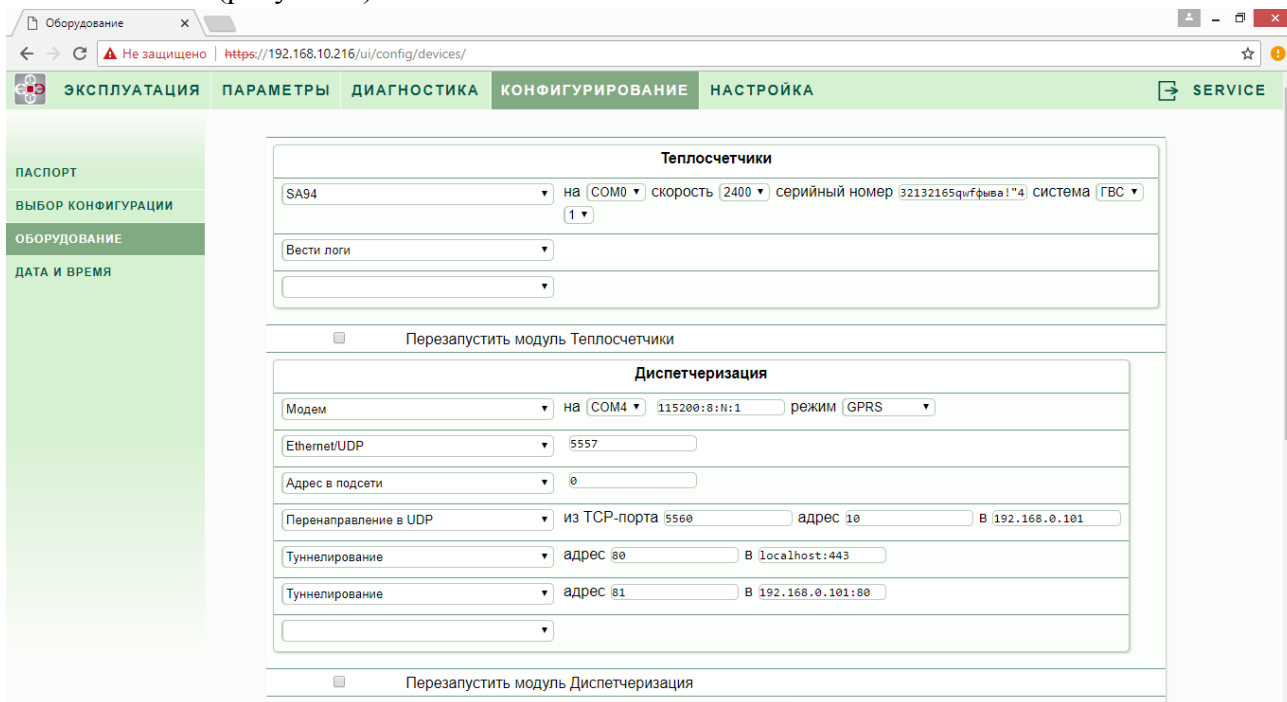 Оборудование
Не защищено https://192.168.10.216/ui/config/devices/
ЭКСПЛУАТАЦИЯ ПАРАМЕТРЫ ДИАГНОСТИКА КОНФИГУРИРОВАНИЕ НАСТРОЙКА SERVICE
ПАСПОРТ
ВЫБОР КОНФИГУРАЦИИ
ОБОРУДОВАНИЕ
ДАТА И ВРЕМЯ
Теплосчетчики
SA94 на COM0 скорость 2400 серийный номер 32132165qwfфыва!"4 система ГВС
1
Вести логи
Перезапустить модуль Теплосчетчики
Диспетчеризация
Модем на COM4 115200:8:N:1 режим GPRS
Ethernet/UDP 5557
Адрес в подсети 0
Перенаправление в UDP из TCP-порта 5560 адрес 10 в 192.168.0.101
Туннелирование адрес 80 в localhost:443
Туннелирование адрес 81 в 192.168.0.101:80
Перезапустить модуль Диспетчеризация